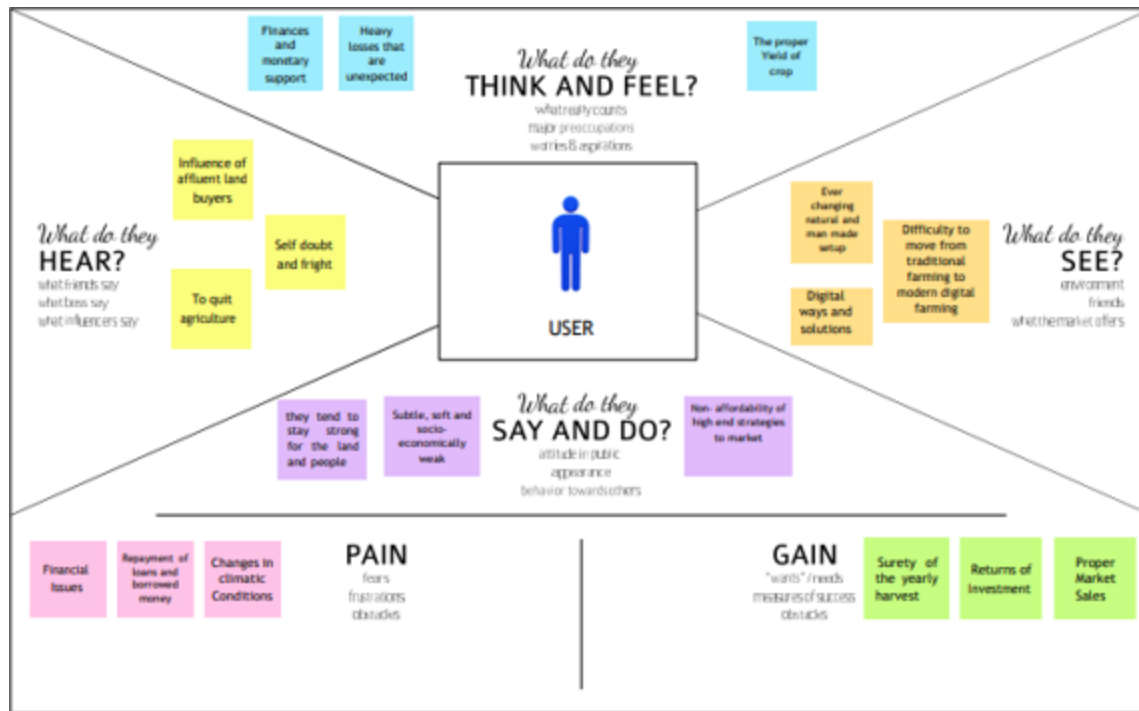 Finances
and
monetary
support
Heavy
losses that
are
unexpected
What do they
THINK AND FEEL?
what really counts
major preoccupations
worries & aspirations
The proper
Yield of
crop
Influence of
affluent land
buyers
Self doubt
and fright
To quit
agriculture
What do they
HEAR?
what friends say
what boss say
what influencers say
USER
Ever
changing
natural and
man made
setup
Difficulty to
move from
traditional
farming to
modern digital
farming
Digital
ways and
solutions
What do they
SEE?
environment
friends
what the market offers
they tend to
stay strong
for the land
and people
Subtle, soft and
socio-
economically
weak
What do they
SAY AND DO?
attitude in public
appearance
behavior towards others
Non- affordability of
high end strategies
to market
Financial
Issues
Repayment of
loans and
borrowed
money
Changes in
climatic
Conditions
PAIN
fears
frustrations
obstacles
GAIN
"wants" / needs
measures of success
obstacles
Surety of
the yearly
harvest
Returns of
Investment
Proper
Market
Sales